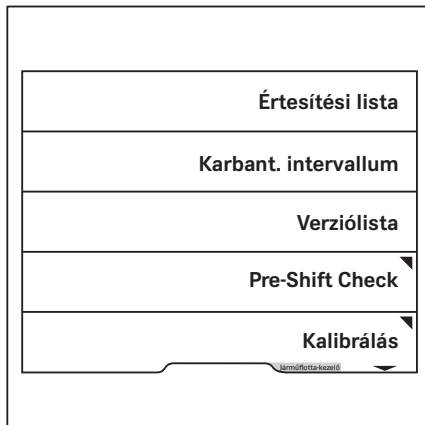 Értesítési lista
Karbant. intervallum
Verziólista
Pre-Shift Check
Kalibrálás
Járműflotta-kezelő